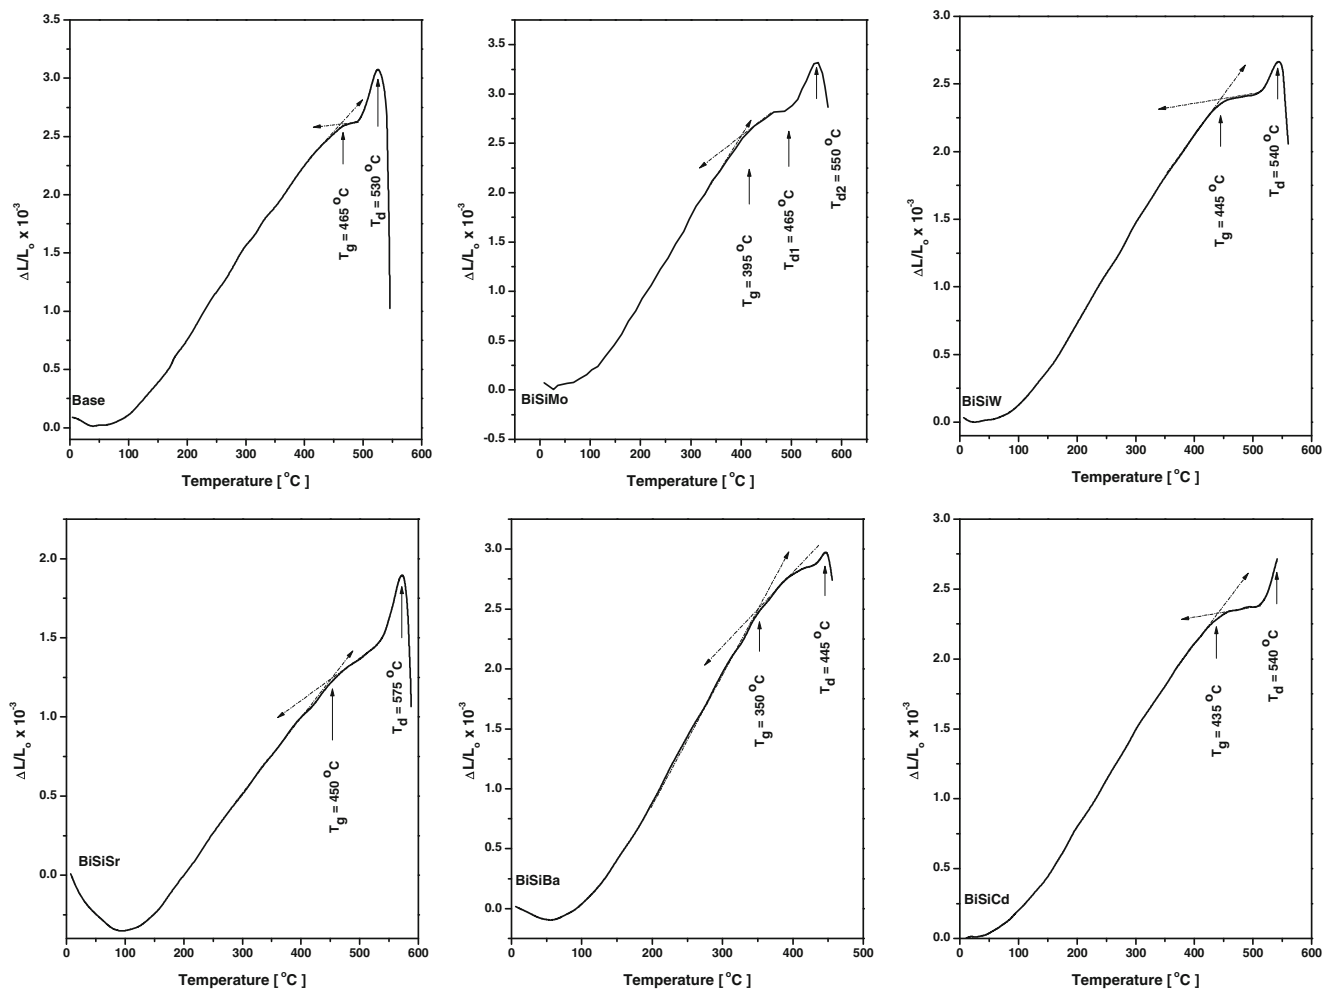 3.5
3.0
2.5
2.0
1.5
1.0
0.5
0.0
ΔL/Lo x 10-3
Base
Tg = 465 oC
Td = 530 oC
0 100 200 300 400 500 600
Temperature [ oC ]
3.5
3.0
2.5
2.0
1.5
1.0
0.5
0.0
-0.5
ΔL/Lo x 10-3
BiSiMo
Tg = 395 oC
Td1 = 465 oC
Td2 = 550 oC
0 100 200 300 400 500 600
Temperature [ oC ]
3.0
2.5
2.0
1.5
1.0
0.5
0.0
ΔL/Lo x 10-3
BiSiW
Tg = 445 oC
Td = 540 oC
0 100 200 300 400 500 600
Temperature [ oC ]
2.0
1.5
1.0
0.5
0.0
ΔL/Lo x 10-3
BiSiSr
Tg = 450 oC
Td = 575 oC
0 100 200 300 400 500 600
Temperature [ oC ]
3.0
2.5
2.0
1.5
1.0
0.5
0.0
ΔL/Lo x 10-3
BiSiBa
Tg = 350 oC
Td = 445 oC
0 100 200 300 400 500
Temperature [ oC ]
3.0
2.5
2.0
1.5
1.0
0.5
0.0
ΔL/Lo x 10-3
BiSiCd
Tg = 435 oC
Td = 540 oC
0 100 200 300 400 500 600
Temperature [ oC ]